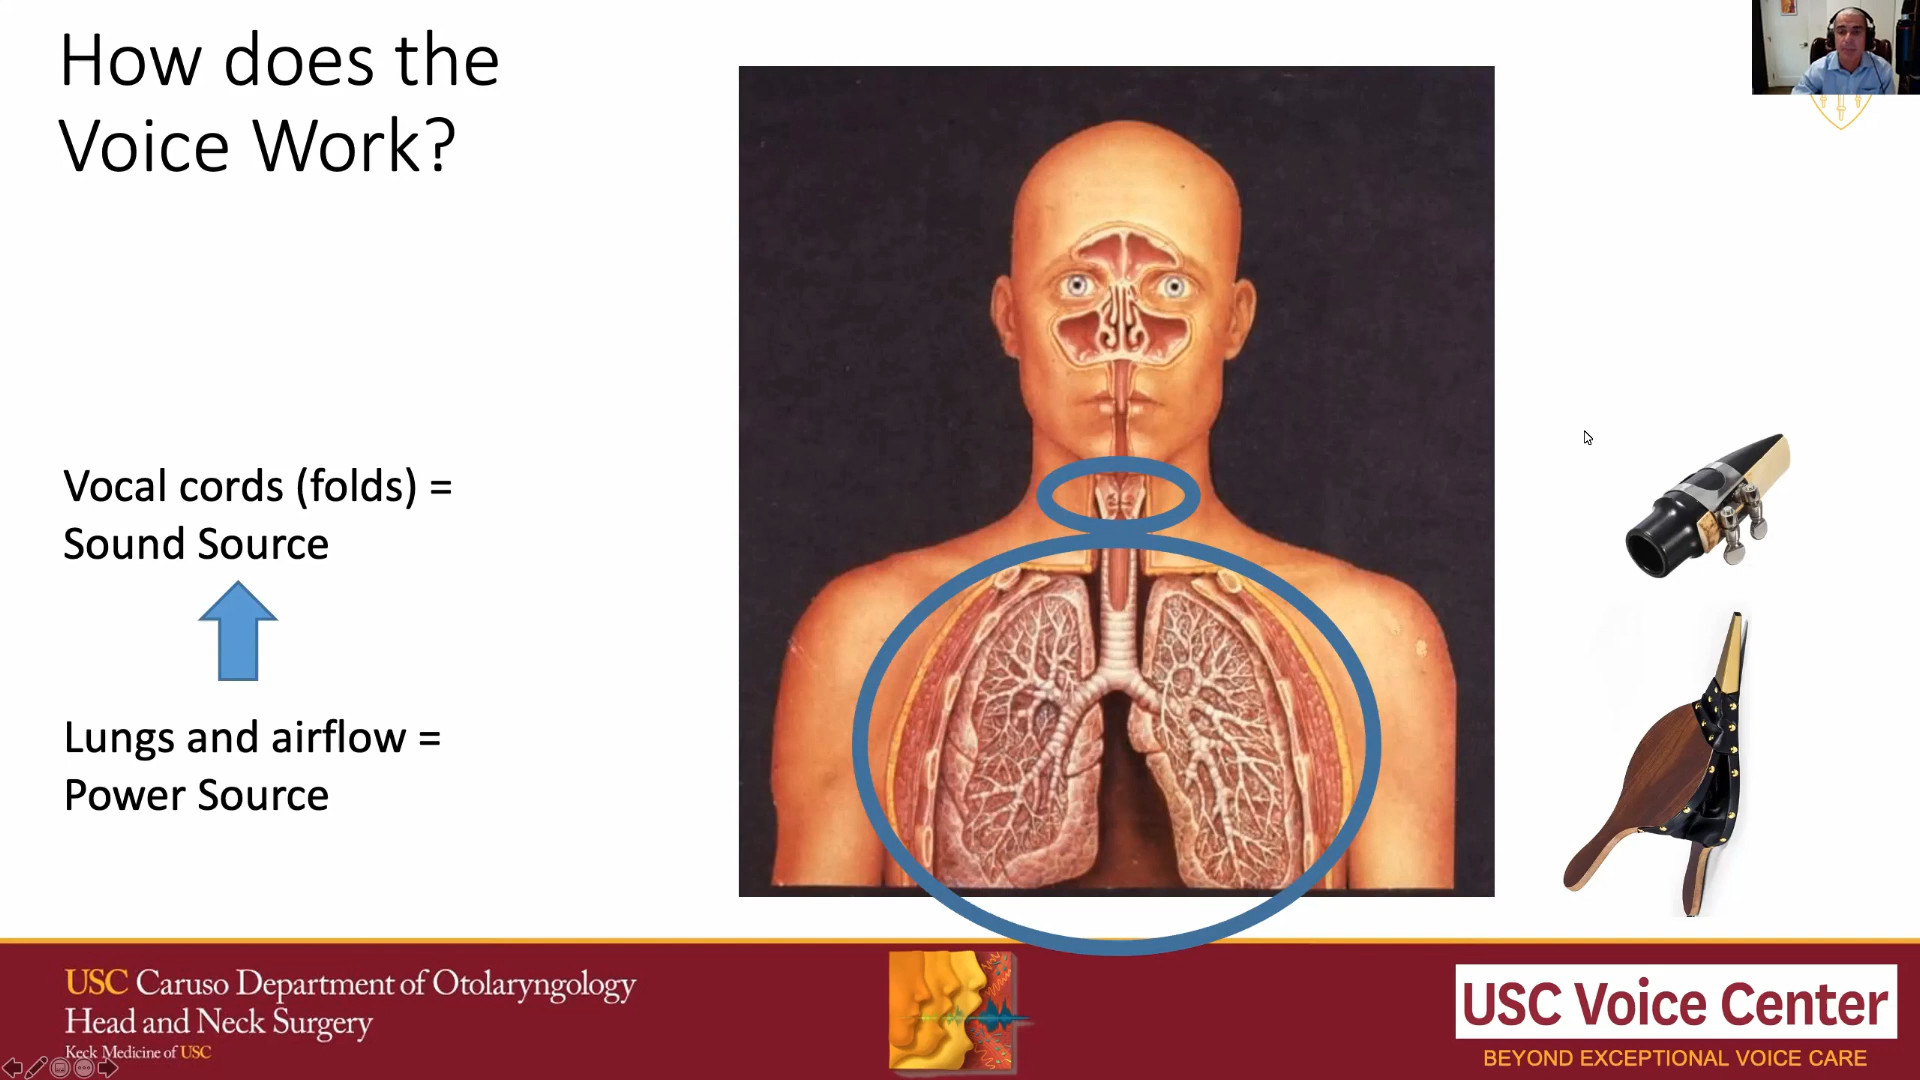 How does the
Voice Work?
Vocal cords (folds) =
Sound Source
Lungs and airflow =
Power Source
USC Caruso Department of Otolaryngology
Head and Neck Surgery
Keck Medicine of USC
USC Voice Center
BEYOND EXCEPTIONAL VOICE CARE